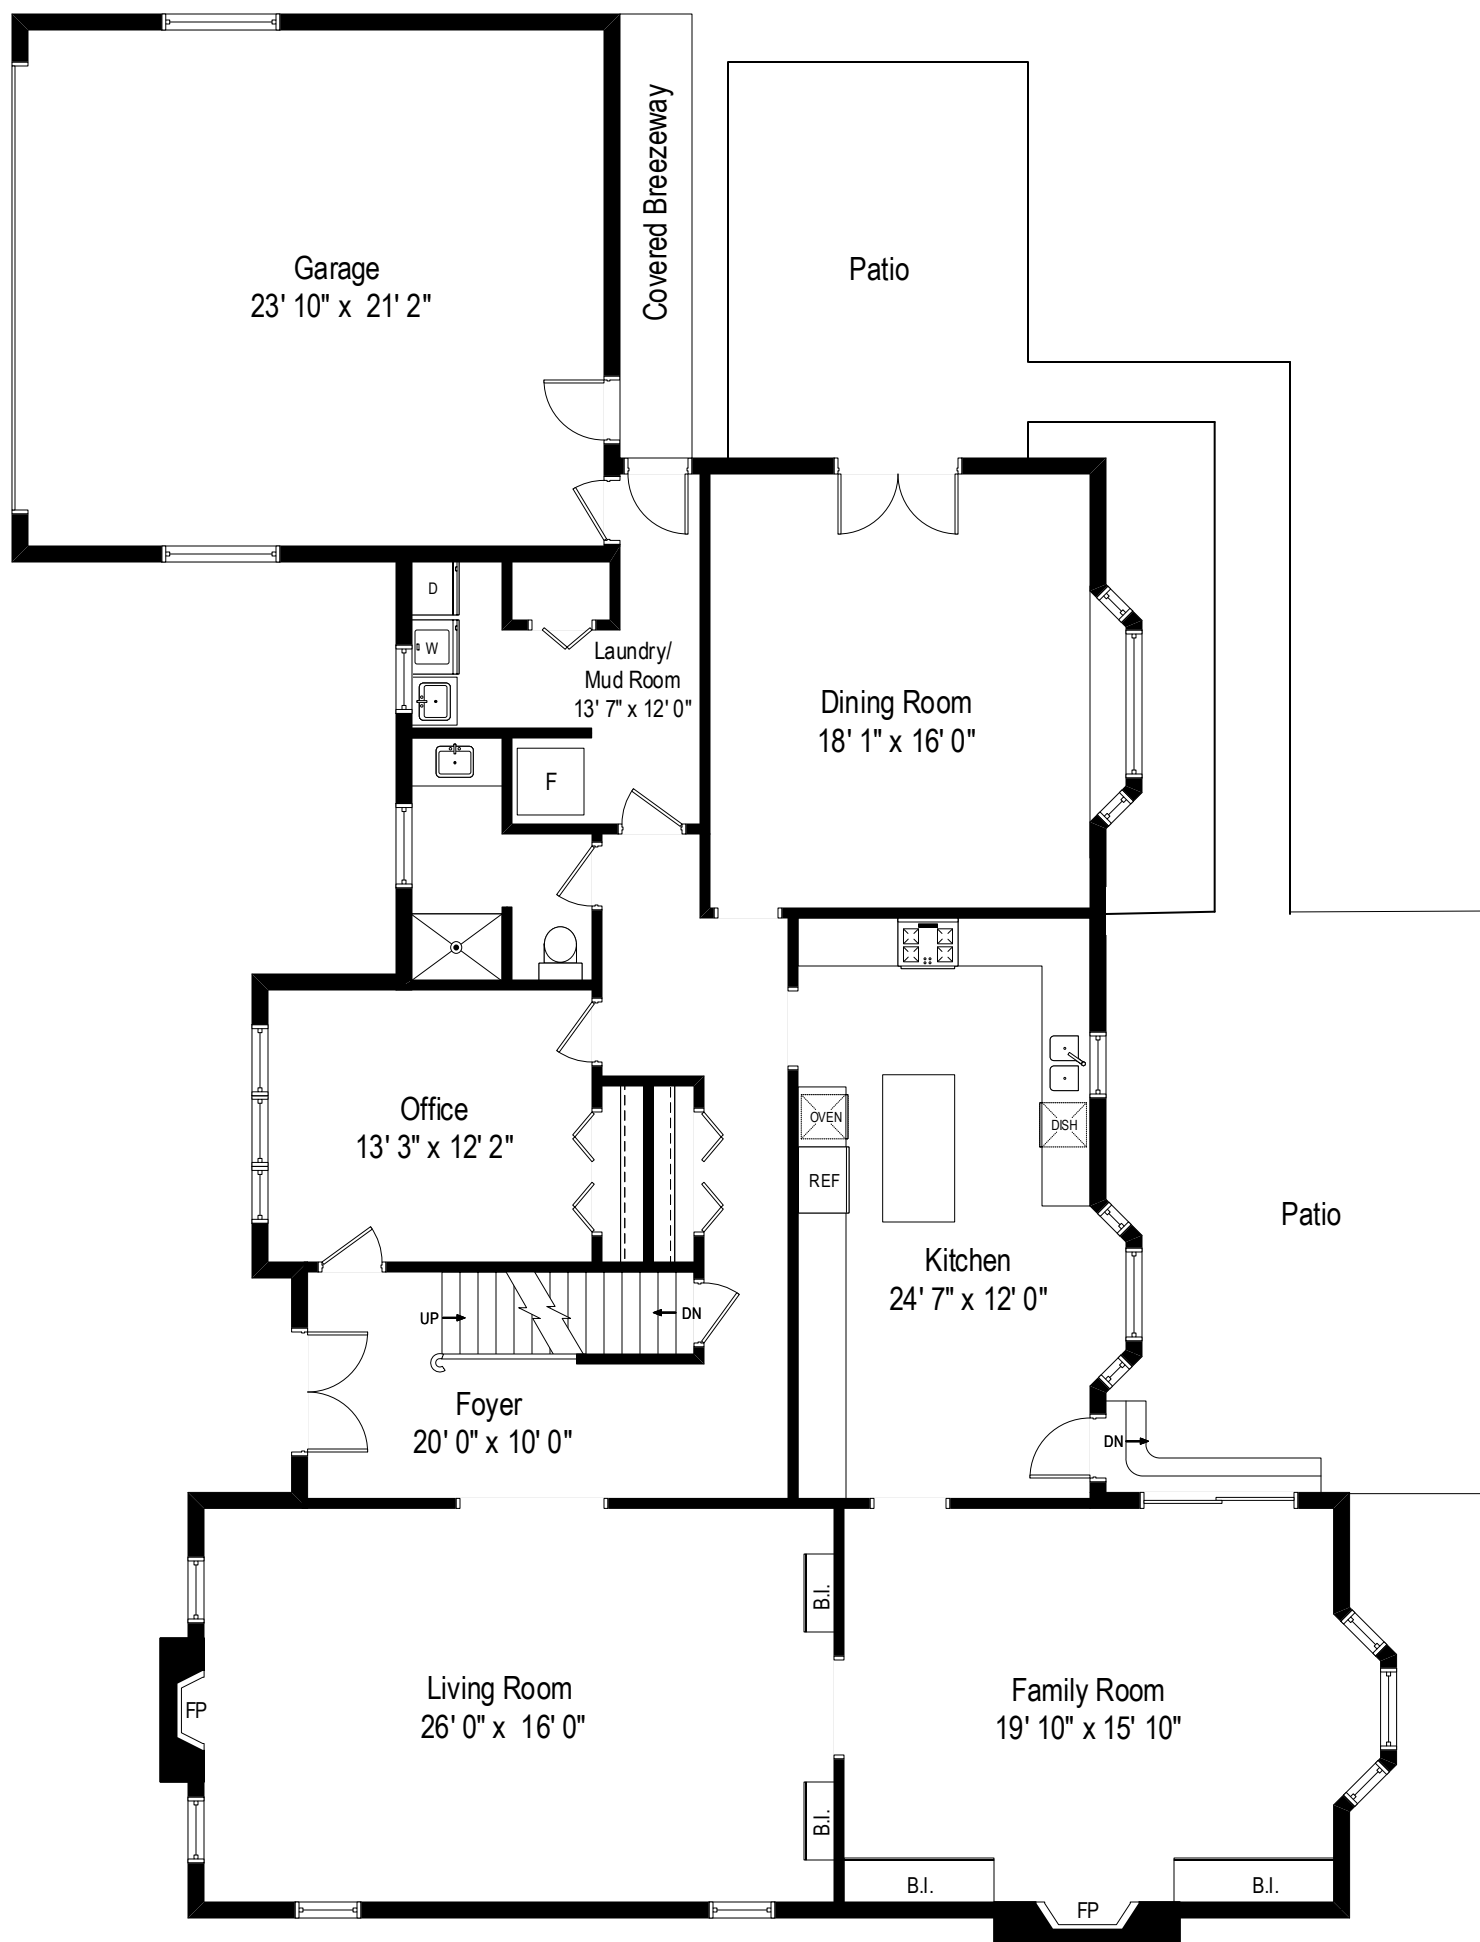 Covered Breezeway
Garage
23' 10" x 21' 2"
Patio
D
W
Laundry/
Mud Room
13' 7" x 12' 0"
Dining Room
18' 1" x 16' 0"
F
Office
13' 3" x 12' 2"
OVEN
DISH
REF
Patio
Kitchen
24' 7" x 12' 0"
UP
DN
Foyer
20' 0" x 10' 0"
DN
B.I.
Living Room
26' 0" x 16' 0"
FP
Family Room
19' 10" x 15' 10"
B.I.
B.I.
B.I.
FP